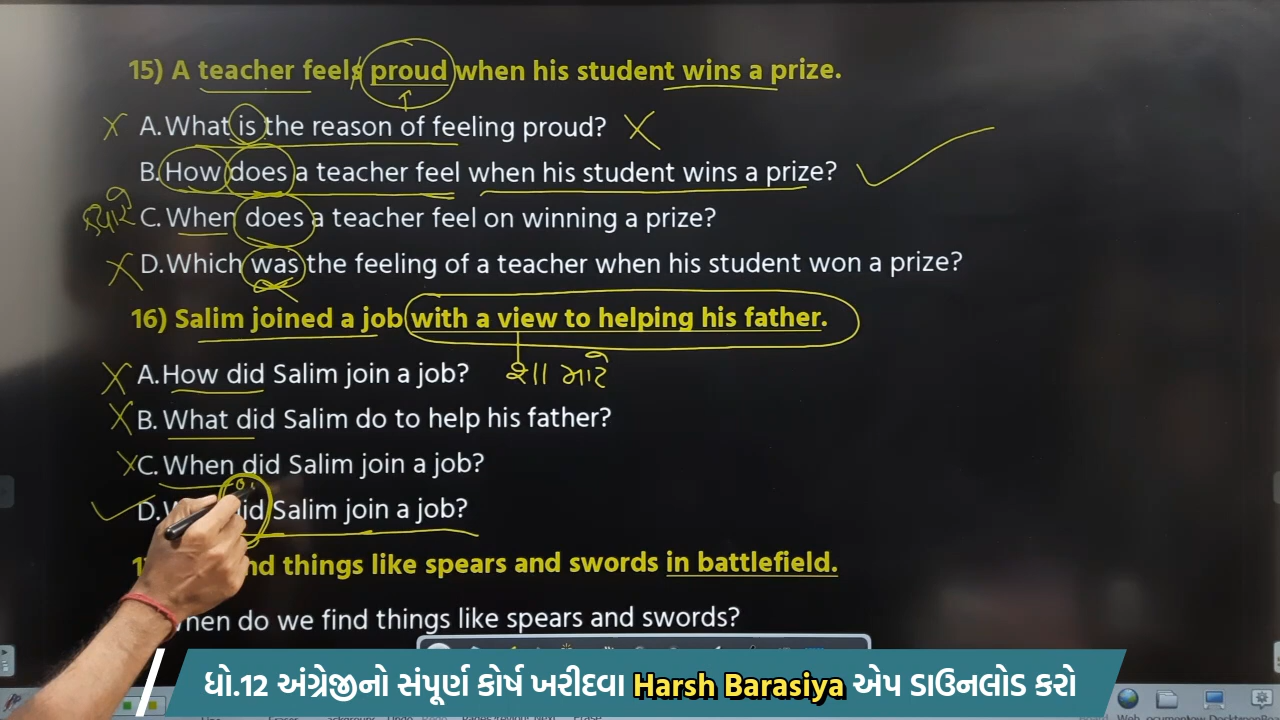 15) A teacher feels proud when his student wins a prize.
A. What is the reason of feeling proud?
B. How does a teacher feel when his student wins a prize?
ક્યારે C. When does a teacher feel on winning a prize?
D. Which was the feeling of a teacher when his student won a prize?
16) Salim joined a job with a view to helping his father.
A. How did Salim join a job? શા માટે
B. What did Salim do to help his father?
C. When did Salim join a job?
D. did Salim join a job?
things like spears and swords in battlefield.
do we find things like spears and swords?
ધો.12 અંગ્રેજીનો સંપૂર્ણ કોર્ષ ખરીદવા Harsh Barasiya એપ ડાઉનલોડ કરો